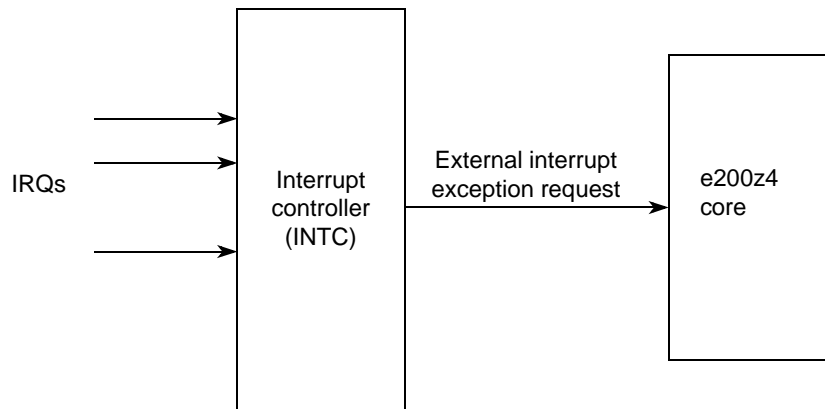 IRQs
Interrupt
controller
(INTC)
External interrupt
exception request
e200z4
core